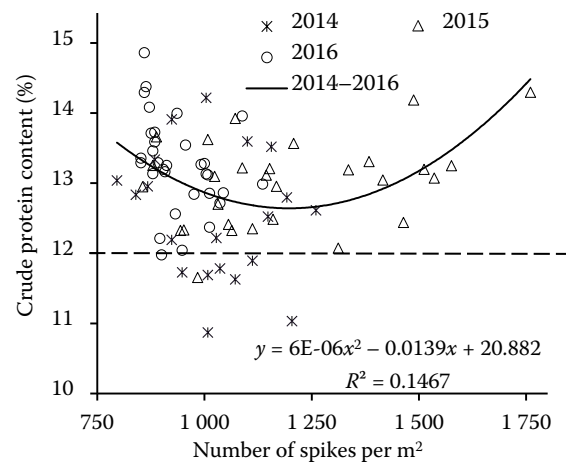 2014 2015
2016
2014–2016
15
14
13
12
11
10
Crude protein content (%)
y = 6E-06x² – 0.0139x + 20.882
R² = 0.1467
750 1 000 1 250 1 500 1 750
Number of spikes per m²